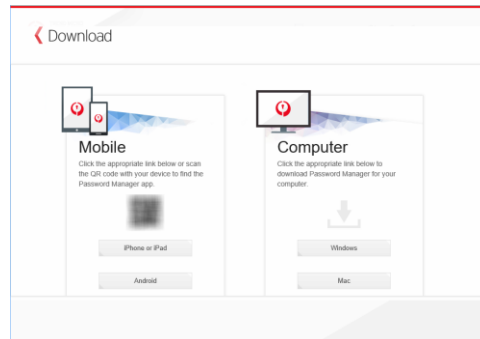 Download
Mobile
Click the appropriate link below or scan
the QR code with your device to find the
Password Manager app.
iPhone or iPad
Android
Computer
Click the appropriate link below to
download Password Manager for your
computer.
Windows
Mac